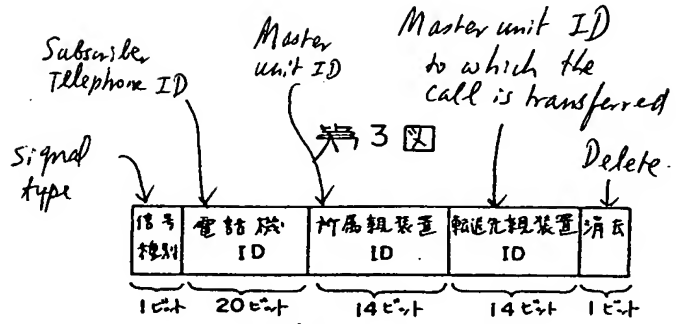 Subscriber
Telephone ID
Master
unit ID
Master unit ID
to which the
call is transferred
Signal
type
Delete.
第3図
信号
種別
電話機
ID
所属親装置
ID
転送先親装置
ID
消去
1ビット
20ビット
14ビット
14ビット
1ビット